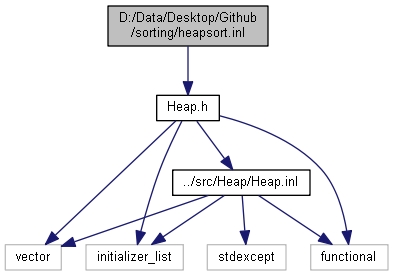 D:/Data/Desktop/Github
/sorting/heapsort.inl
Heap.h
../src/Heap/Heap.inl
vector
initializer_list
stdexcept
functional